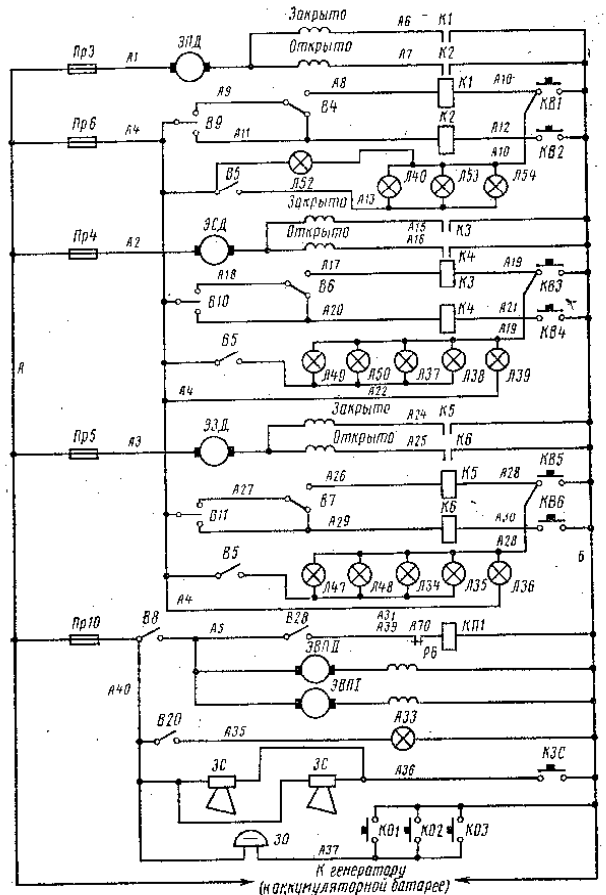 Закрыто А6 К1
Пр3 А1 ЭПД Открыто А7 К2
А9 А8 К1 А10 КВ1
В4 К2
Пр6 А4 В9 А11 А12 КВ2
А10
В5 Л52 Л40 Л53 Л54
А13
Закрыто А15 К3
Пр4 А2 ЭСД Открыто А16 К4
А18 А17 К3 А19 КВ3
В6
В10 А20 К4 А21 КВ4
А19
В5 Л49 Л50 Л37 Л38 Л39
А А4 А22
Закрыто А24 К5
Пр5 А3 ЭЗД Открыто А25 К6
А27 А26 К5 А28 КВ5
В7 К6 КВ6
В11 А29 А30
А28
В5 Б
Л47 Л48 Л34 Л35 Л36
А4
А31
Пр10 В8 А5 В28 А39 А70 КП1
Р6
ЭВП II
А40 ЭВП I
В20 А35 Л33
ЗС ЗС А36 КЗС
ЗО КО1 КО2 КО3
А37
К генератору
(к аккумуляторной батарее)